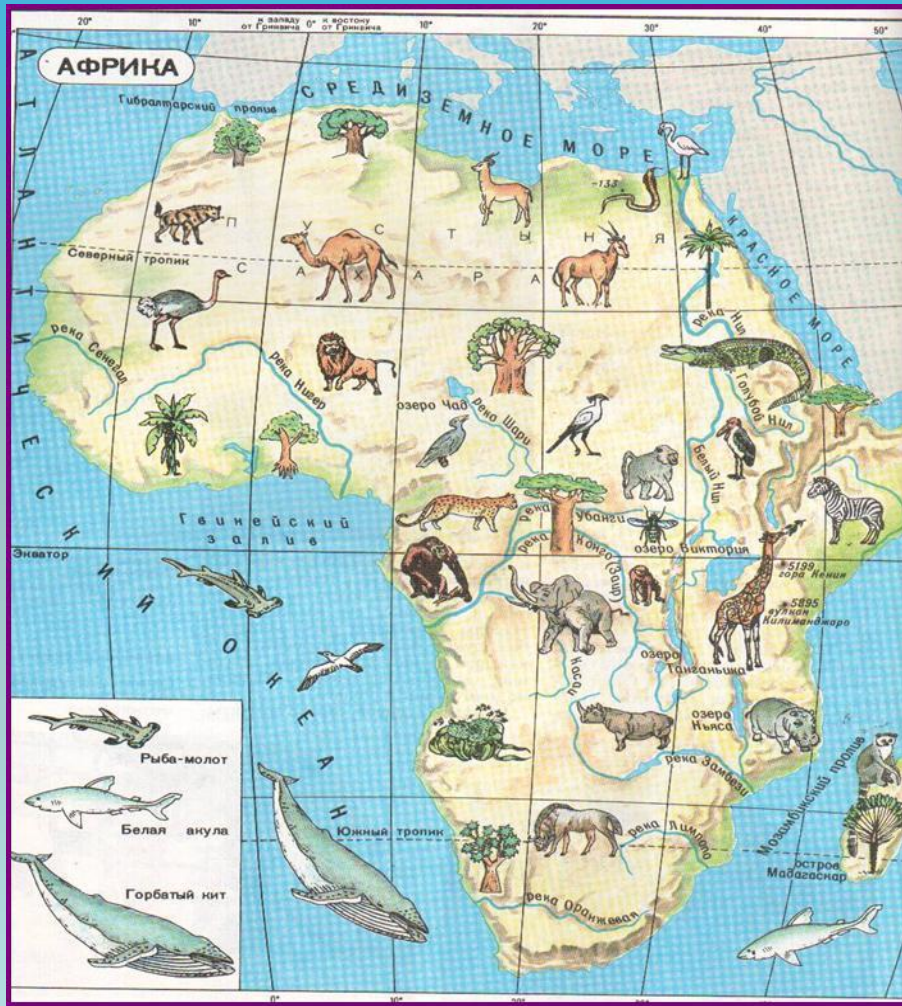 20°
10°
к западу 0° к востоку
от Гринвича от Гринвича
10°
20°
30°
40°
50°
АФРИКА
Гибралтарский пролив
СРЕДИЗЕМНОЕ МОРЕ
АТЛАНТИЧЕСКИЙ ОКЕАН
-133
ПУСТЫНЯ
Северный тропик
САХАРА
КРАСНОЕ МОРЕ
река Нил
река Сенегал
река Нигер
озеро Чад
река Шари
Голубой Нил
Белый Нил
река Убанги
Гвинейский
залив
Экватор
река Конго (Заир)
озеро Виктория
5199
гора Кения
5895
вулкан
Килиманджаро
озеро
Танганьика
Касаи
озеро
Ньяса
река Замбези
Мозамбикский пролив
Рыба-молот
Белая акула
Горбатый кит
Южный тропик
река Лимпопо
остров
Мадагаскар
река Оранжевая
0°
10°